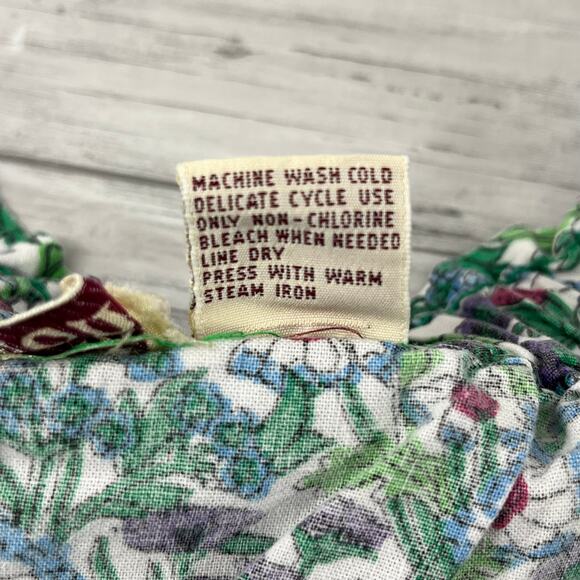 MACHINE WASH COLD
DELICATE CYCLE USE
ONLY NON-CHLORINE
BLEACH WHEN NEEDED
LINE DRY
PRESS WITH WARM
STEAM IRON